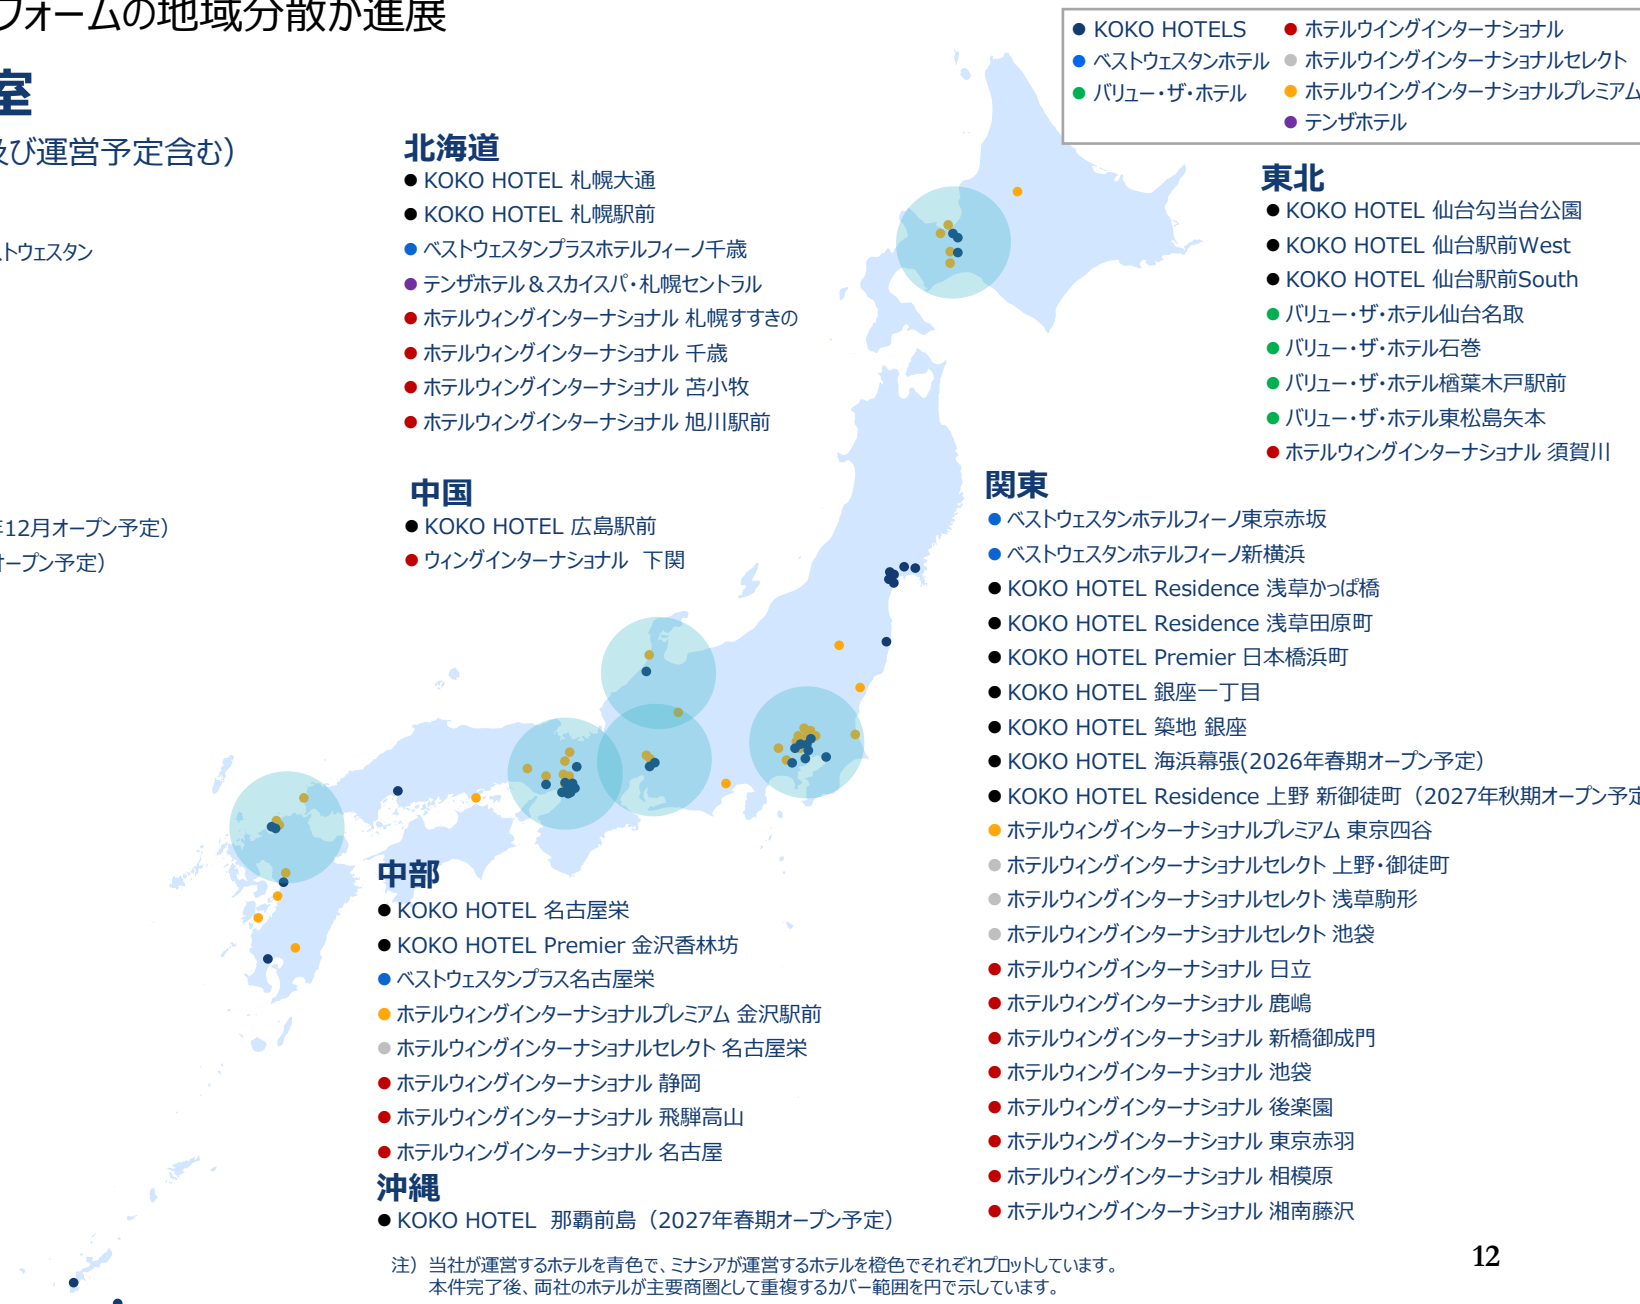 フォームの地域分散が進展
室
及び運営予定含む）
トウェスタン
年12月オープン予定）
オープン予定）
KOKO HOTELS
ベストウェスタンホテル
バリュー・ザ・ホテル
ホテルウイングインターナショナル
ホテルウイングインターナショナルセレクト
ホテルウイングインターナショナルプレミアム
テンザホテル
北海道
KOKO HOTEL 札幌大通
KOKO HOTEL 札幌駅前
ベストウェスタンプラスホテルフィーノ千歳
テンザホテル＆スカイスパ・札幌セントラル
ホテルウィングインターナショナル 札幌すすきの
ホテルウィングインターナショナル 千歳
ホテルウィングインターナショナル 苫小牧
ホテルウィングインターナショナル 旭川駅前
東北
KOKO HOTEL 仙台勾当台公園
KOKO HOTEL 仙台駅前West
KOKO HOTEL 仙台駅前South
バリュー・ザ・ホテル仙台名取
バリュー・ザ・ホテル石巻
バリュー・ザ・ホテル楢葉木戸駅前
バリュー・ザ・ホテル東松島矢本
ホテルウィングインターナショナル 須賀川
中国
KOKO HOTEL 広島駅前
ウィングインターナショナル 下関
関東
ベストウェスタンホテルフィーノ東京赤坂
ベストウェスタンホテルフィーノ新横浜
KOKO HOTEL Residence 浅草かっぱ橋
KOKO HOTEL Residence 浅草田原町
KOKO HOTEL Premier 日本橋浜町
KOKO HOTEL 銀座一丁目
KOKO HOTEL 築地 銀座
KOKO HOTEL 海浜幕張(2026年春期オープン予定）
KOKO HOTEL Residence 上野 新御徒町（2027年秋期オープン予定
ホテルウィングインターナショナルプレミアム 東京四谷
ホテルウィングインターナショナルセレクト 上野・御徒町
ホテルウィングインターナショナルセレクト 浅草駒形
ホテルウィングインターナショナルセレクト 池袋
ホテルウィングインターナショナル 日立
ホテルウィングインターナショナル 鹿嶋
ホテルウィングインターナショナル 新橋御成門
ホテルウィングインターナショナル 池袋
ホテルウィングインターナショナル 後楽園
ホテルウィングインターナショナル 東京赤羽
ホテルウィングインターナショナル 相模原
ホテルウィングインターナショナル 湘南藤沢
中部
KOKO HOTEL 名古屋栄
KOKO HOTEL Premier 金沢香林坊
ベストウェスタンプラス名古屋栄
ホテルウィングインターナショナルプレミアム 金沢駅前
ホテルウィングインターナショナルセレクト 名古屋栄
ホテルウィングインターナショナル 静岡
ホテルウィングインターナショナル 飛騨高山
ホテルウィングインターナショナル 名古屋
沖縄
KOKO HOTEL 那覇前島（2027年春期オープン予定）
注） 当社が運営するホテルを青色で、ミナシアが運営するホテルを橙色でそれぞれプロットしています。
本件完了後、両社のホテルが主要商圏として重複するカバー範囲を円で示しています。
12